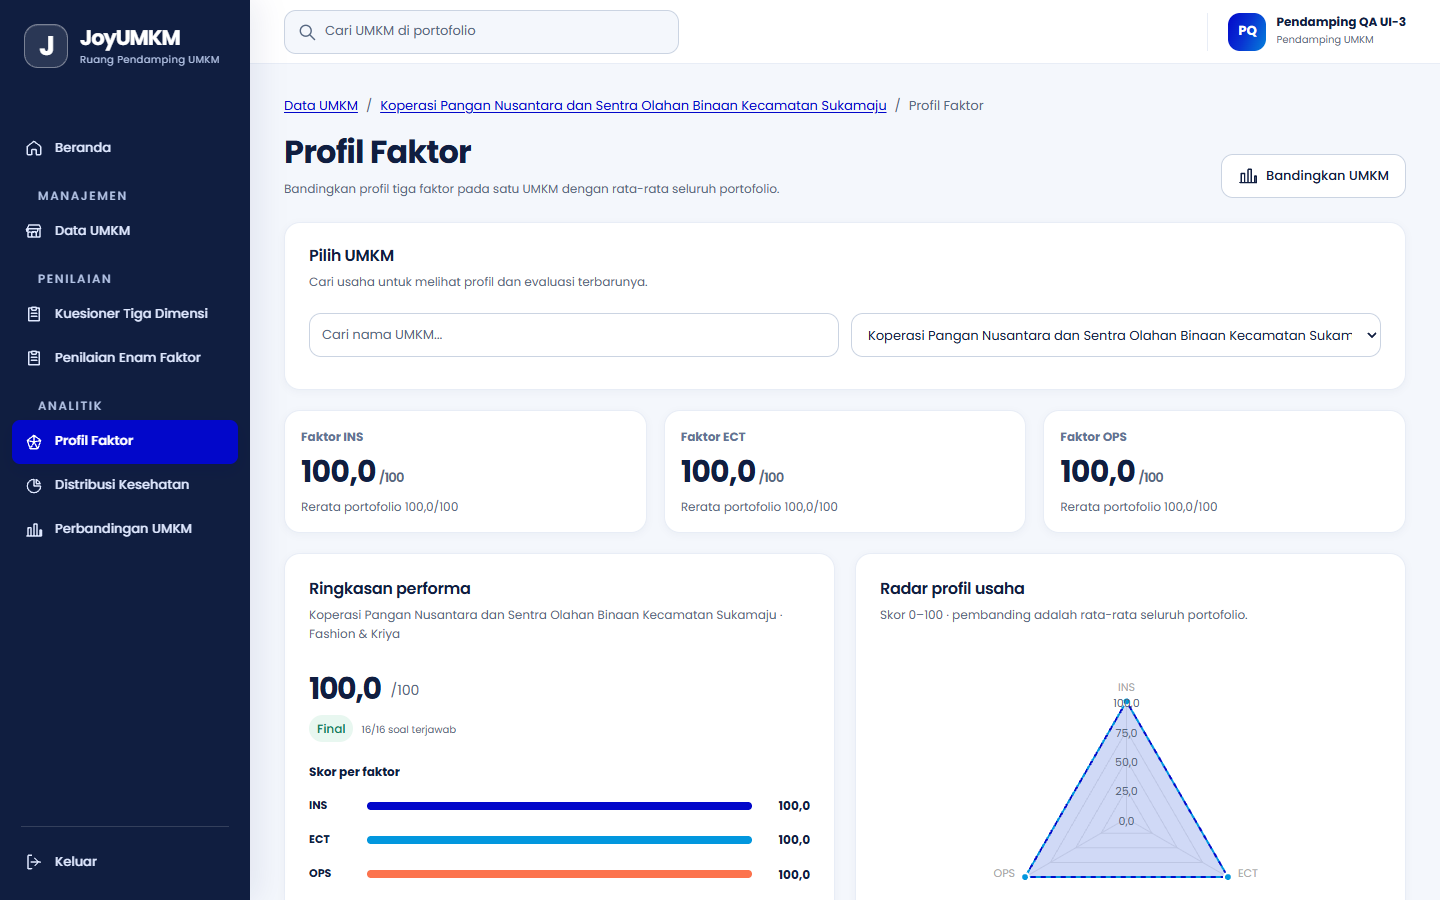 J
JoyUMKM
Ruang Pendamping UMKM
Beranda
MANAJEMEN
Data UMKM
PENILAIAN
Kuesioner Tiga Dimensi
Penilaian Enam Faktor
ANALITIK
Profil Faktor
Distribusi Kesehatan
Perbandingan UMKM
Keluar
Cari UMKM di portofolio
PQ
Pendamping QA UI-3
Pendamping UMKM
Data UMKM / Koperasi Pangan Nusantara dan Sentra Olahan Binaan Kecamatan Sukamaju / Profil Faktor
Profil Faktor
Bandingkan profil tiga faktor pada satu UMKM dengan rata-rata seluruh portofolio.
Bandingkan UMKM
Pilih UMKM
Cari usaha untuk melihat profil dan evaluasi terbarunya.
Cari nama UMKM...
Koperasi Pangan Nusantara dan Sentra Olahan Binaan Kecamatan Sukam
Faktor INS
100,0 /100
Rerata portofolio 100,0/100
Faktor ECT
100,0 /100
Rerata portofolio 100,0/100
Faktor OPS
100,0 /100
Rerata portofolio 100,0/100
Ringkasan performa
Koperasi Pangan Nusantara dan Sentra Olahan Binaan Kecamatan Sukamaju ·
Fashion & Kriya
100,0 /100
Final 16/16 soal terjawab
Skor per faktor
INS 100,0
ECT 100,0
OPS 100,0
Radar profil usaha
Skor 0–100 · pembanding adalah rata-rata seluruh portofolio.
INS
100,0
75,0
50,0
25,0
0,0
OPS
ECT